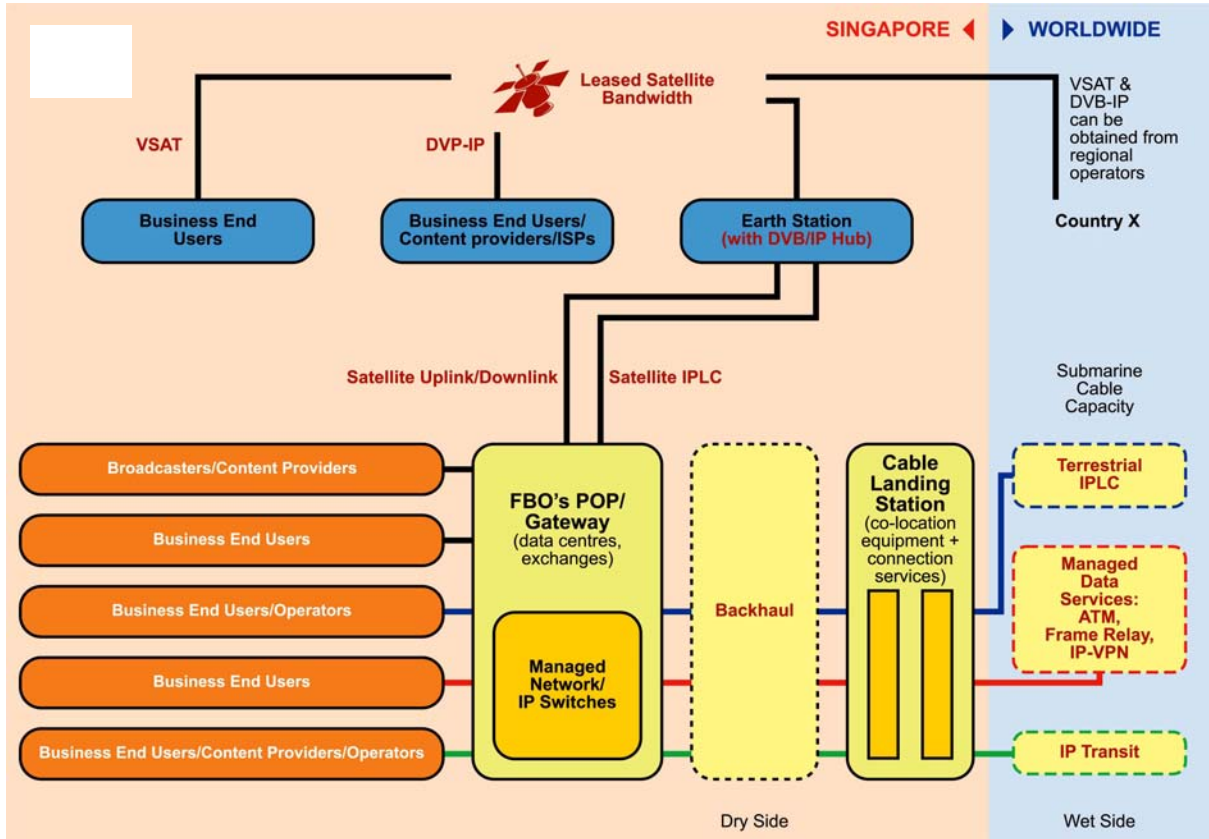 SINGAPORE
WORLDWIDE
Leased Satellite
Bandwidth
VSAT &
DVB-IP
can be
obtained from
regional
operators
VSAT
DVP-IP
Business End
Users
Business End Users/
Content providers/ISPs
Earth Station
(with DVB/IP Hub)
Country X
Satellite Uplink/Downlink
Satellite IPLC
Submarine
Cable
Capacity
Broadcasters/Content Providers
Business End Users
Business End Users/Operators
Business End Users
Business End Users/Content Providers/Operators
FBO's POP/
Gateway
(data centres,
exchanges)
Managed
Network/
IP Switches
Backhaul
Cable
Landing
Station
(co-location
equipment +
connection
services)
Terrestrial
IPLC
Managed
Data
Services:
ATM,
Frame Relay,
IP-VPN
IP Transit
Dry Side
Wet Side